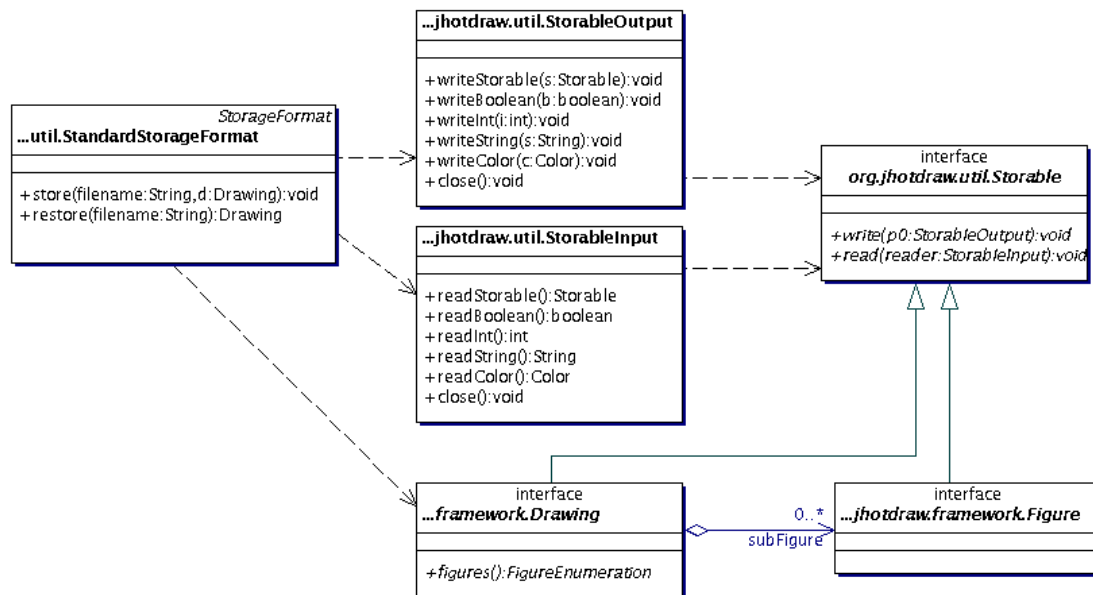 ...jhotdraw.util.StorableOutput
+writeStorable(s:Storable):void
+writeBoolean(b:boolean):void
+writeInt(i:int):void
+writeString(s:String):void
+writeColor(c:Color):void
+close():void
StorageFormat
...util.StandardStorageFormat
+store(filename:String,d:Drawing):void
+restore(filename:String):Drawing
interface
org.jhotdraw.util.Storable
+write(p0:StorableOutput):void
+read(reader:StorableInput):void
...jhotdraw.util.StorableInput
+readStorable():Storable
+readBoolean():boolean
+readInt():int
+readString():String
+readColor():Color
+close():void
interface
...framework.Drawing
+figures():FigureEnumeration
0..*
subFigure
interface
...jhotdraw.framework.Figure